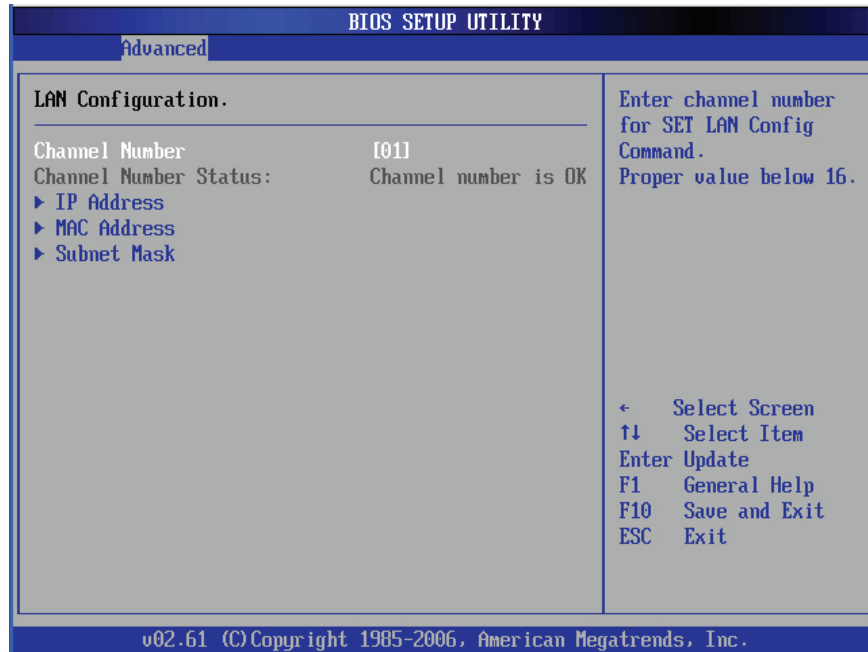 BIOS SETUP UTILITY
Advanced
LAN Configuration.
Channel Number [01]
Channel Number Status: Channel number is OK
▶ IP Address
▶ MAC Address
▶ Subnet Mask
Enter channel number
for SET LAN Config
Command.
Proper value below 16.
← Select Screen
↑↓ Select Item
Enter Update
F1 General Help
F10 Save and Exit
ESC Exit
v02.61 (C)Copyright 1985-2006, American Megatrends, Inc.